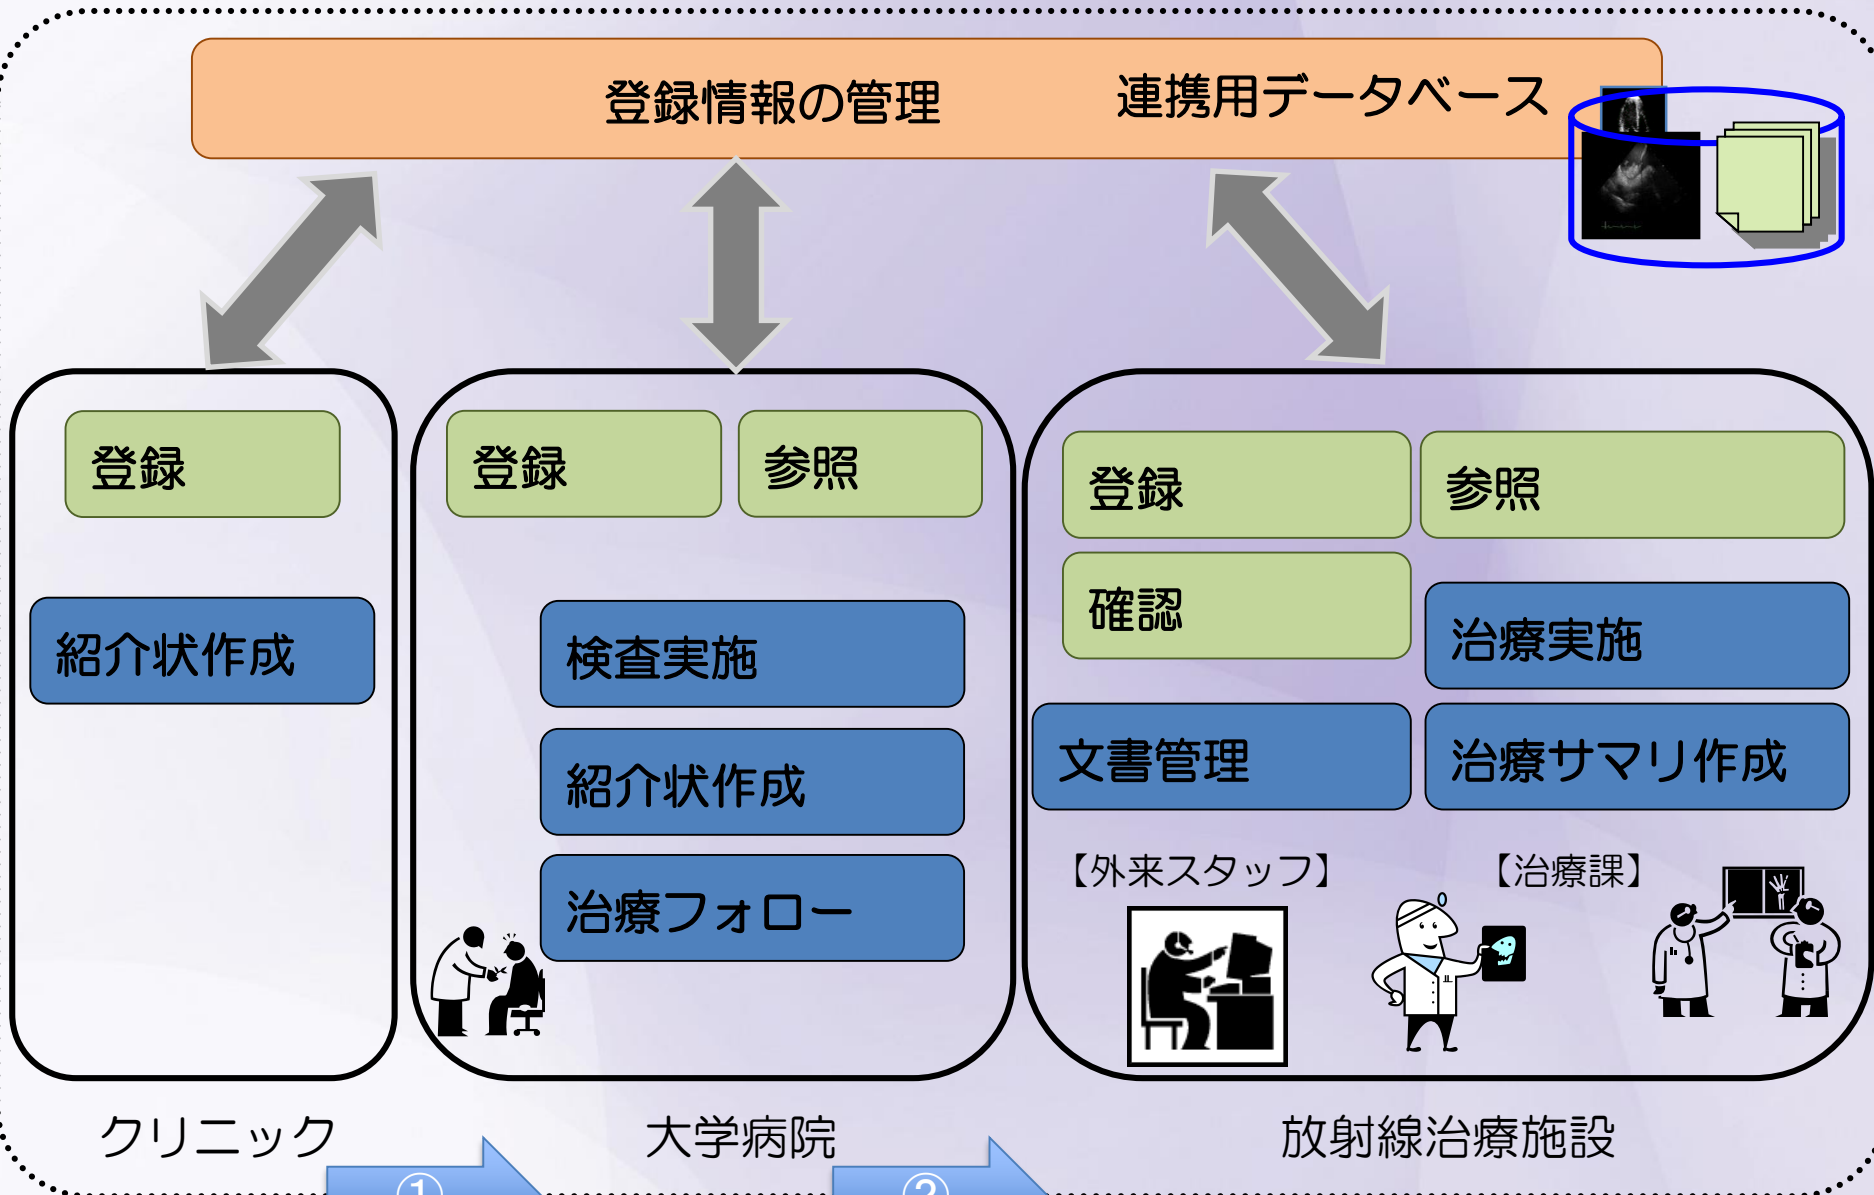 登録情報の管理
連携用データベース
登録
紹介状作成
登録
参照
検査実施
紹介状作成
治療フォロー
登録
参照
確認
治療実施
文書管理
治療サマリ作成
【外来スタッフ】
【治療課】
クリニック
大学病院
放射線治療施設
①
②